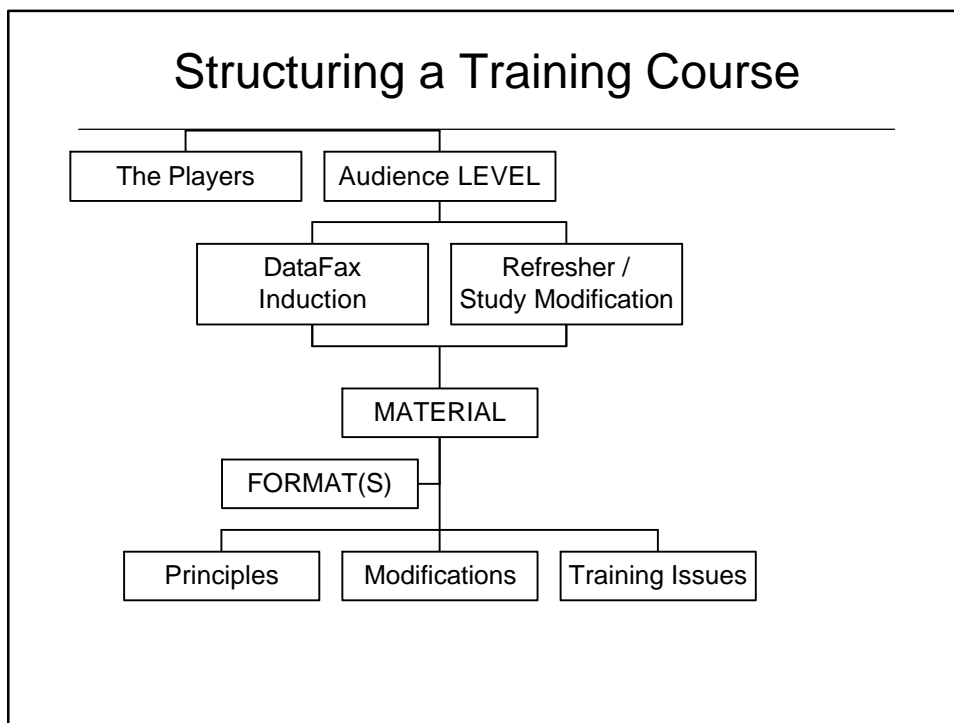 Structuring a Training Course
The Players
Audience LEVEL
DataFax
Induction
Refresher /
Study Modification
MATERIAL
FORMAT(S)
Principles
Modifications
Training Issues